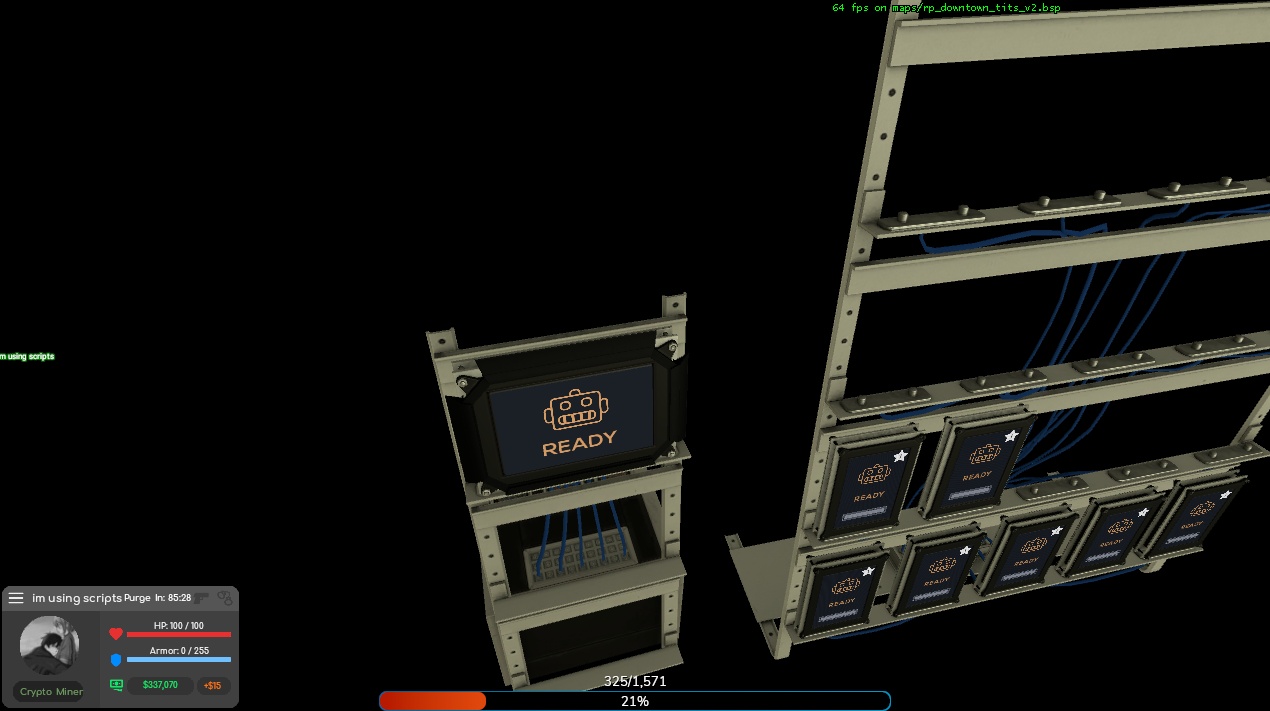 64 fps on maps/rp_downtown_tits_v2.bsp
m using scripts
READY
READY
READY
READY
READY
READY
READY
READY
im using scripts Purge In: 85:28
HP: 100 / 100
Armor: 0 / 255
$337,070 +$15
Crypto Miner
325/1,571
21%